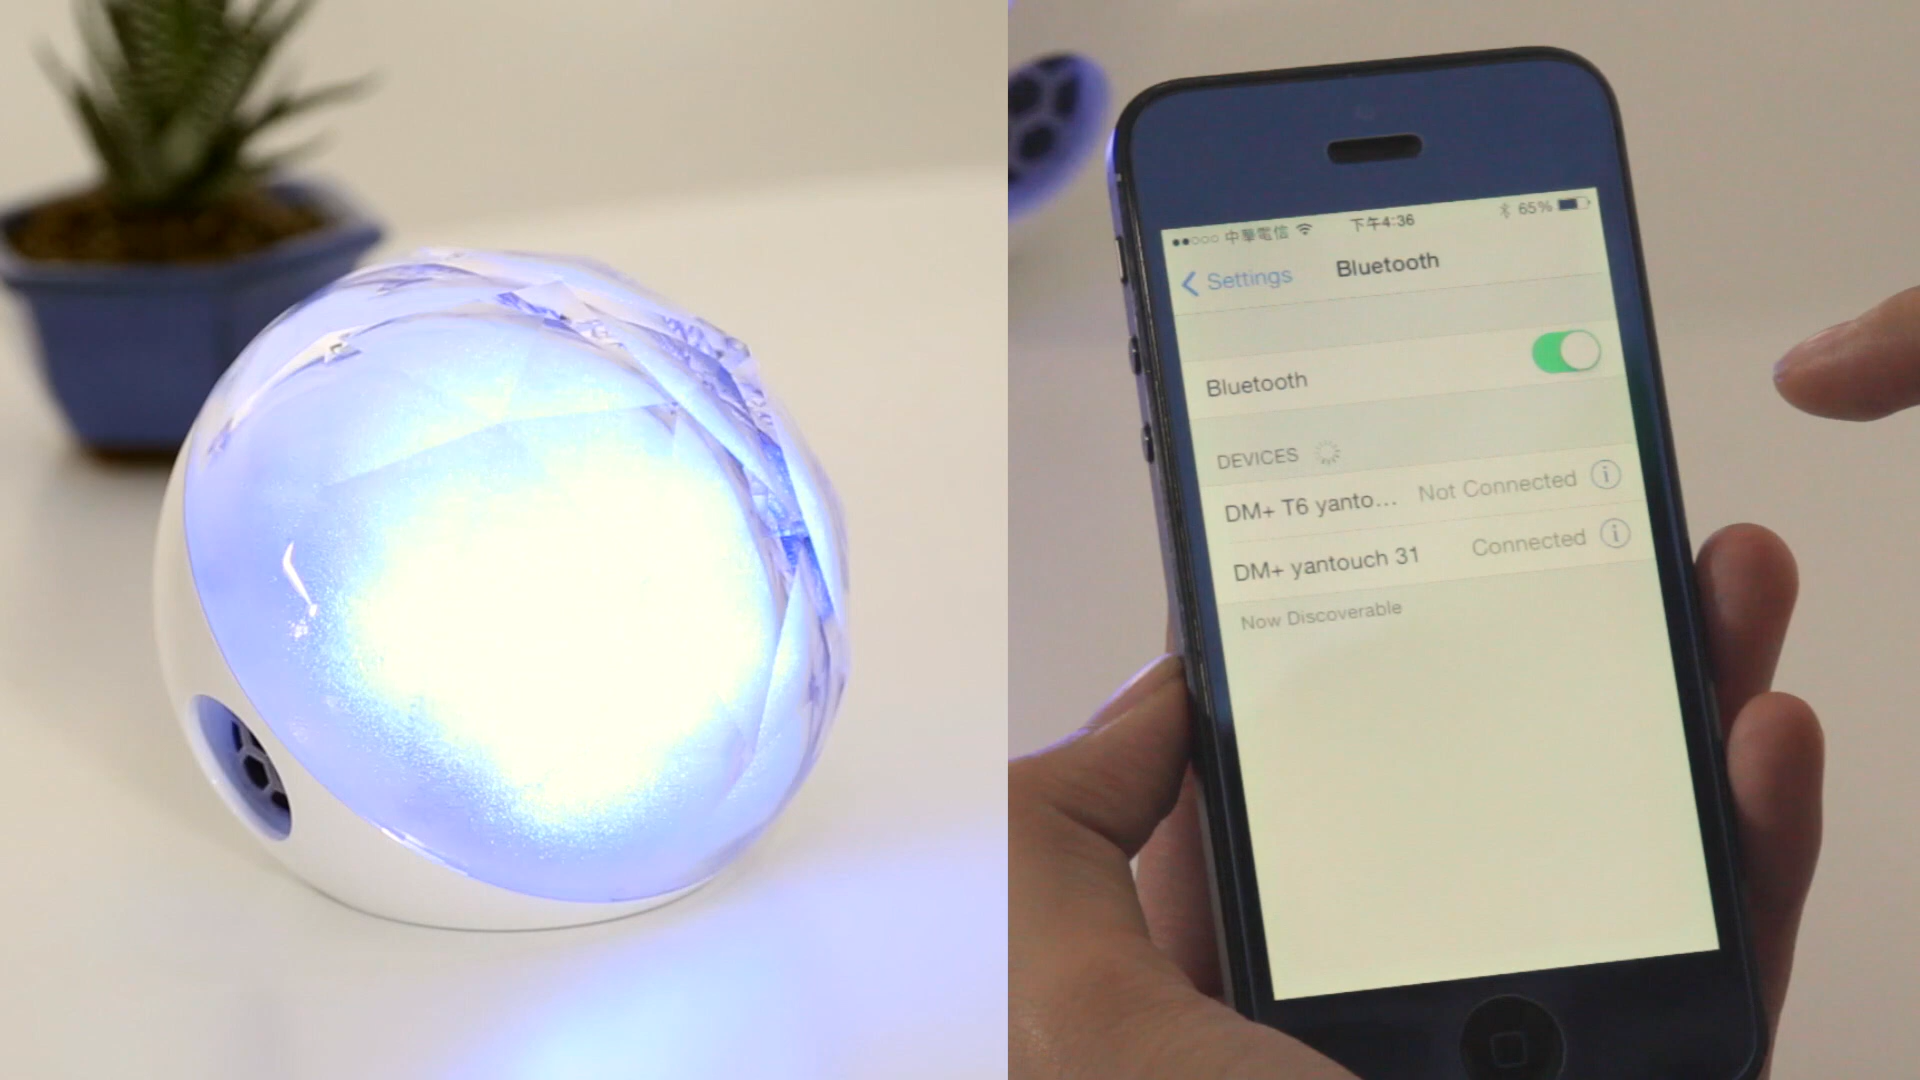 中華電信 下午4:36 65%
Settings Bluetooth
Bluetooth
DEVICES
DM+ T6 yanto... Not Connected
DM+ yantouch 31 Connected
Now Discoverable